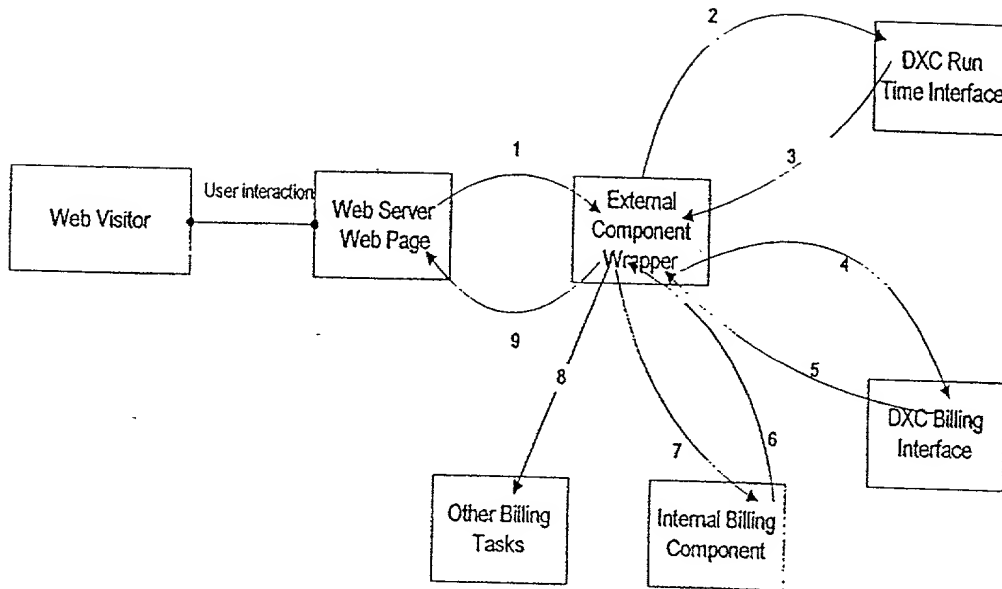 2
DXC Run
Time Interface
3
1
User interaction
Web Visitor
Web Server
Web Page
External
Component
Wrapper
4
9
5
8
7
6
DXC Billing
Interface
Other Billing
Tasks
Internal Billing
Component